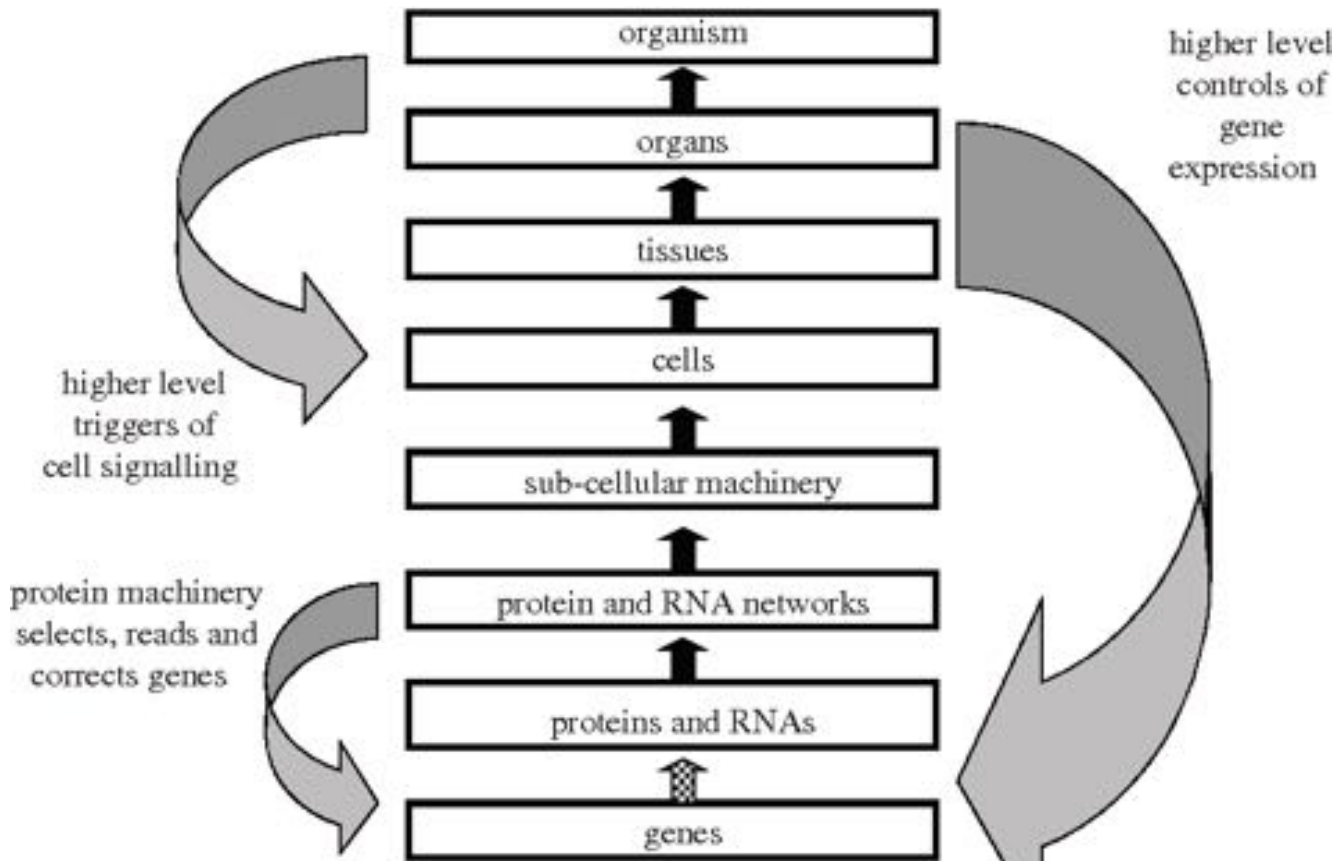 organism
organs
tissues
cells
sub-cellular machinery
protein and RNA networks
proteins and RNAs
genes
higher level
triggers of
cell signalling
protein machinery
selects, reads and
corrects genes
higher level
controls of
gene
expression